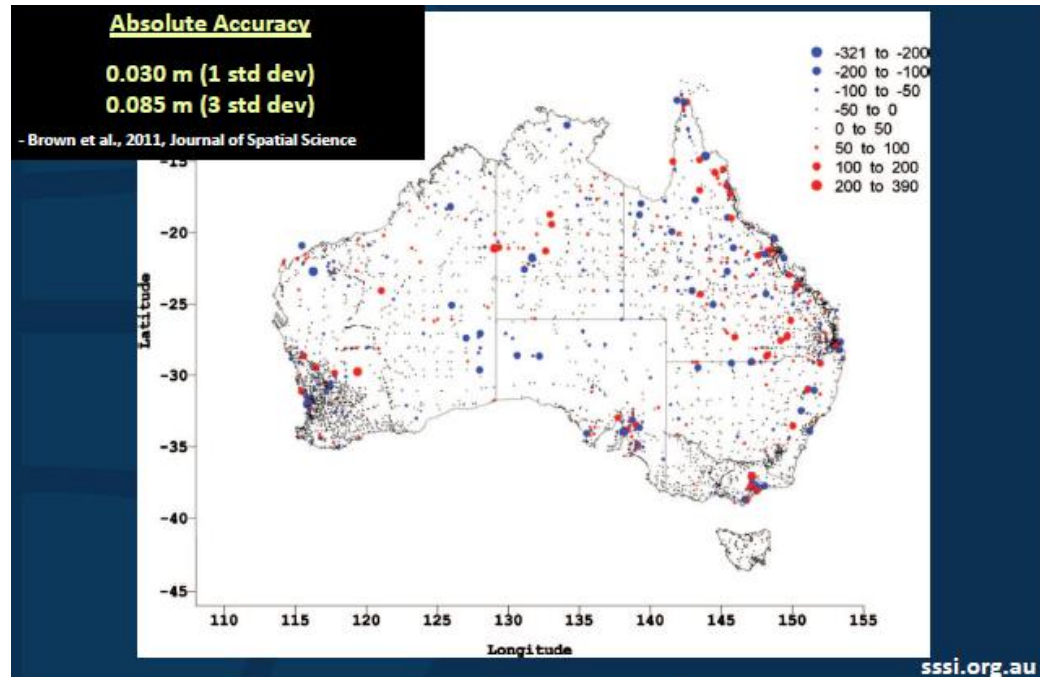 Absolute Accuracy
0.030 m (1 std dev)
0.085 m (3 std dev)
- Brown et al., 2011, Journal of Spatial Science
-321 to -200
-200 to -100
-100 to -50
-50 to 0
0 to 50
50 to 100
100 to 200
200 to 390
-15
-20
-25
-30
-35
-40
-45
Latitude
110 115 120 125 130 135 140 145 150 155
Longitude
sssi.org.au